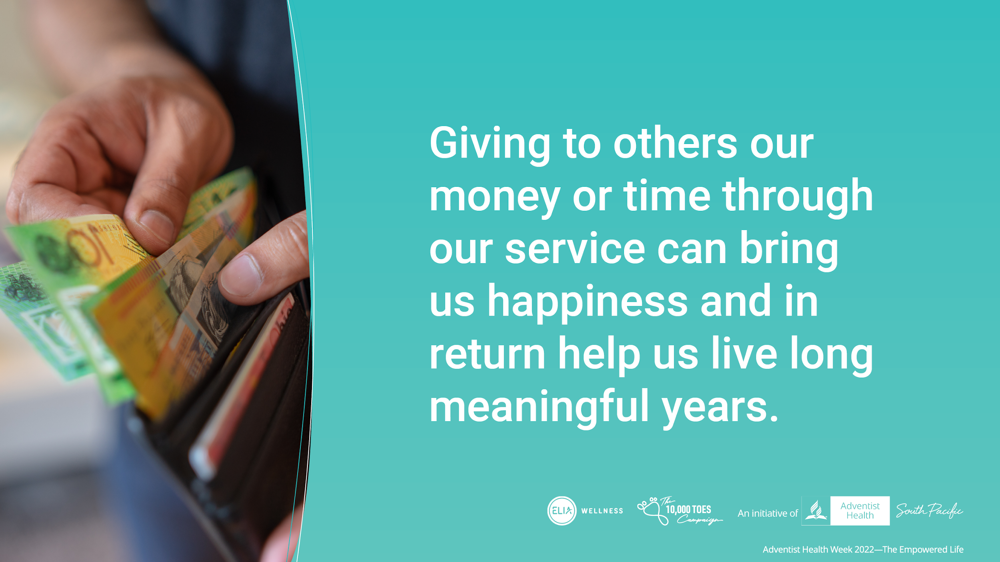 Giving to others our
money or time through
our service can bring
us happiness and in
return help us live long
meaningful years.
ELIA WELLNESS
The
10,000 TOES
Campaign
An initiative of
Adventist
Health
South Pacific
Adventist Health Week 2022—The Empowered Life
10